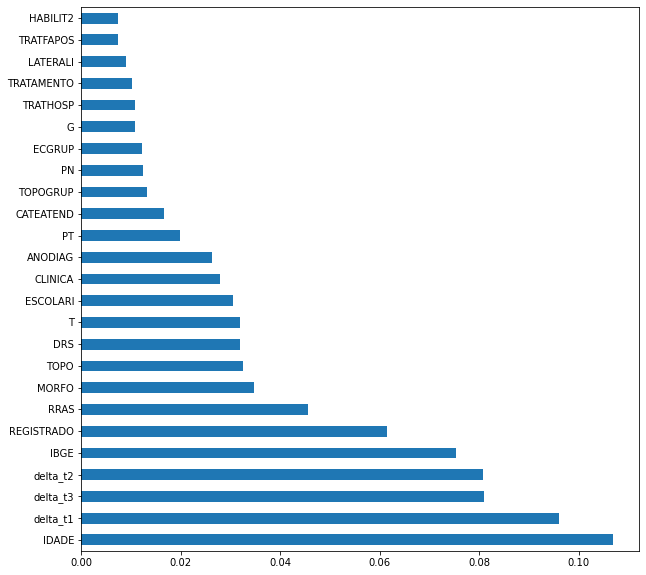 HABILIT2
TRATFAPOS
LATERALI
TRATAMENTO
TRATHOSP
G
ECGRUP
PN
TOPOGRUP
CATEATEND
PT
ANODIAG
CLINICA
ESCOLARI
T
DRS
TOPO
MORFO
RRAS
REGISTRADO
IBGE
delta_t2
delta_t3
delta_t1
IDADE
0.00 0.02 0.04 0.06 0.08 0.10